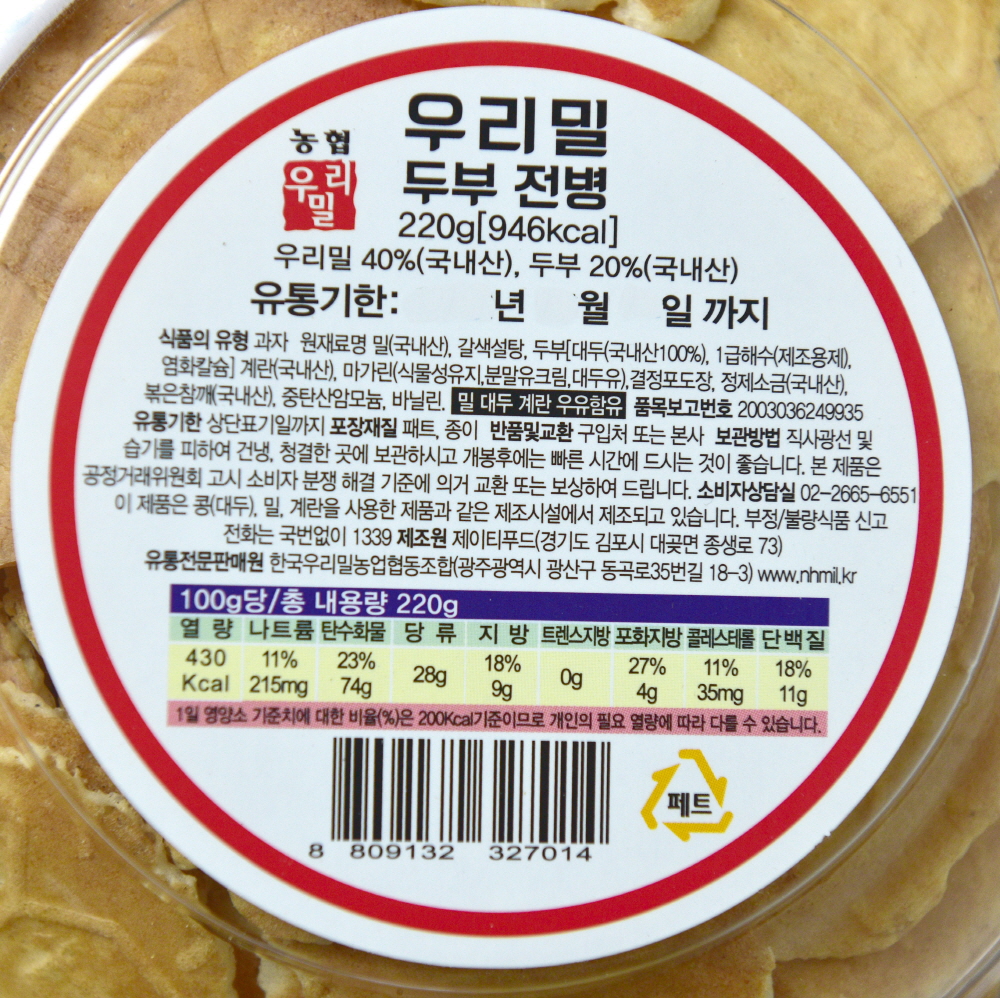 농협
우리밀
우리밀
두부 전병
220g[946kcal]
우리밀 40%(국내산), 두부 20%(국내산)
유통기한: 년 월 일 까지
식품의 유형 과자 원재료명 밀(국내산), 갈색설탕, 두부[대두(국내산100%), 1급해수(제조용제),
염화칼슘] 계란(국내산), 마가린(식물성유지,분말유크림,대두유),결정포도장, 정제소금(국내산),
볶은참깨(국내산), 중탄산암모늄, 바닐린, 밀 대두 계란 우유함유 품목보고번호 2003036249935
유통기한 상단표기일까지 포장재질 패트, 종이 반품및교환 구입처 또는 본사 보관방법 직사광선 및
습기를 피하여 건냉, 청결한 곳에 보관하시고 개봉후에는 빠른 시간에 드시는 것이 좋습니다. 본 제품은
공정거래위원회 고시 소비자 분쟁 해결 기준에 의거 교환 또는 보상하여 드립니다. 소비자상담실 02-2665-6551
이 제품은 콩(대두), 밀, 계란을 사용한 제품과 같은 제조시설에서 제조되고 있습니다. 부정/불량식품 신고
전화는 국번없이 1339 제조원 제이티푸드(경기도 김포시 대곶면 종생로 73)
유통전문판매원 한국우리밀농업협동조합(광주광역시 광산구 동곡로35번길 18-3) www.nhmil.kr
100g당/총 내용량 220g
열 량 나트륨 탄수화물 당 류 지 방 트렌스지방 포화지방 콜레스테롤 단백질
430 11% 23% 28g 18% 0g 27% 11% 18%
Kcal 215mg 74g 9g 4g 35mg 11g
1일 영양소 기준치에 대한 비율(%)은 200Kcal기준이므로 개인의 필요 열량에 따라 다를 수 있습니다.
페트
8 809132 327014